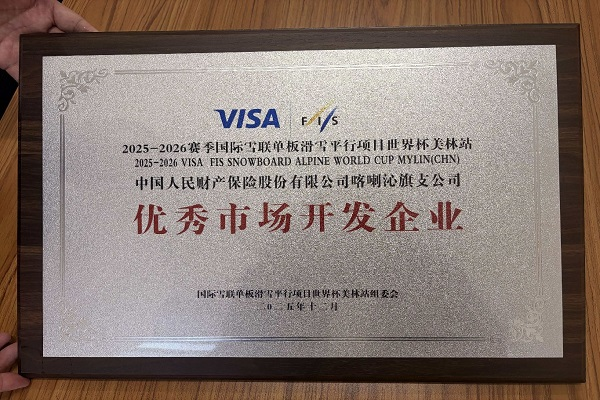 VISA FIS
2025-2026赛季国际雪联单板滑雪平行项目世界杯美林站
2025-2026 VISA FIS SNOWBOARD ALPINE WORLD CUP MYLIN(CHN)
中国人民财产保险股份有限公司喀喇沁旗支公司
优秀市场开发企业
国际雪联单板滑雪平行项目世界杯美林站组委会
二〇二五年十二月